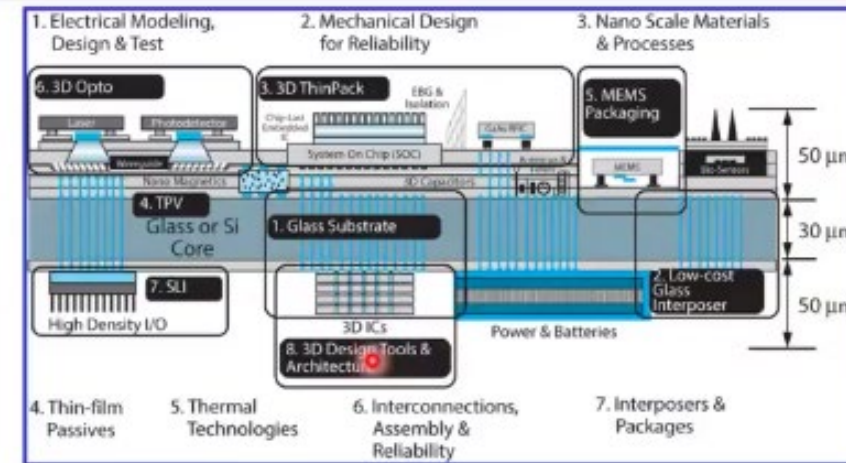 1. Electrical Modeling,
Design & Test
2. Mechanical Design
for Reliability
3. Nano Scale Materials
& Processes
6. 3D Opto
Laser
Photodetector
Waveguide
3. 3D ThinPack
EBG &
Isolation
Chip-Last
Embedded
IC
System On Chip (SOC)
GaAs RFIC
5. MEMS
Packaging
MEMS
Bio-Sensors
50 μm
Nano Magnetics
3D Capacitors
4. TPV
Glass or Si
Core
1. Glass Substrate
30 μm
7. SLI
High Density I/O
3D ICs
8. 3D Design Tools &
Power & Batteries
2. Low-cost
Glass
Interposer
50 μm
4. Thin-film
Passives
5. Thermal
Technologies
6. Interconnections,
Assembly &
Reliability
7. Interposers &
Packages